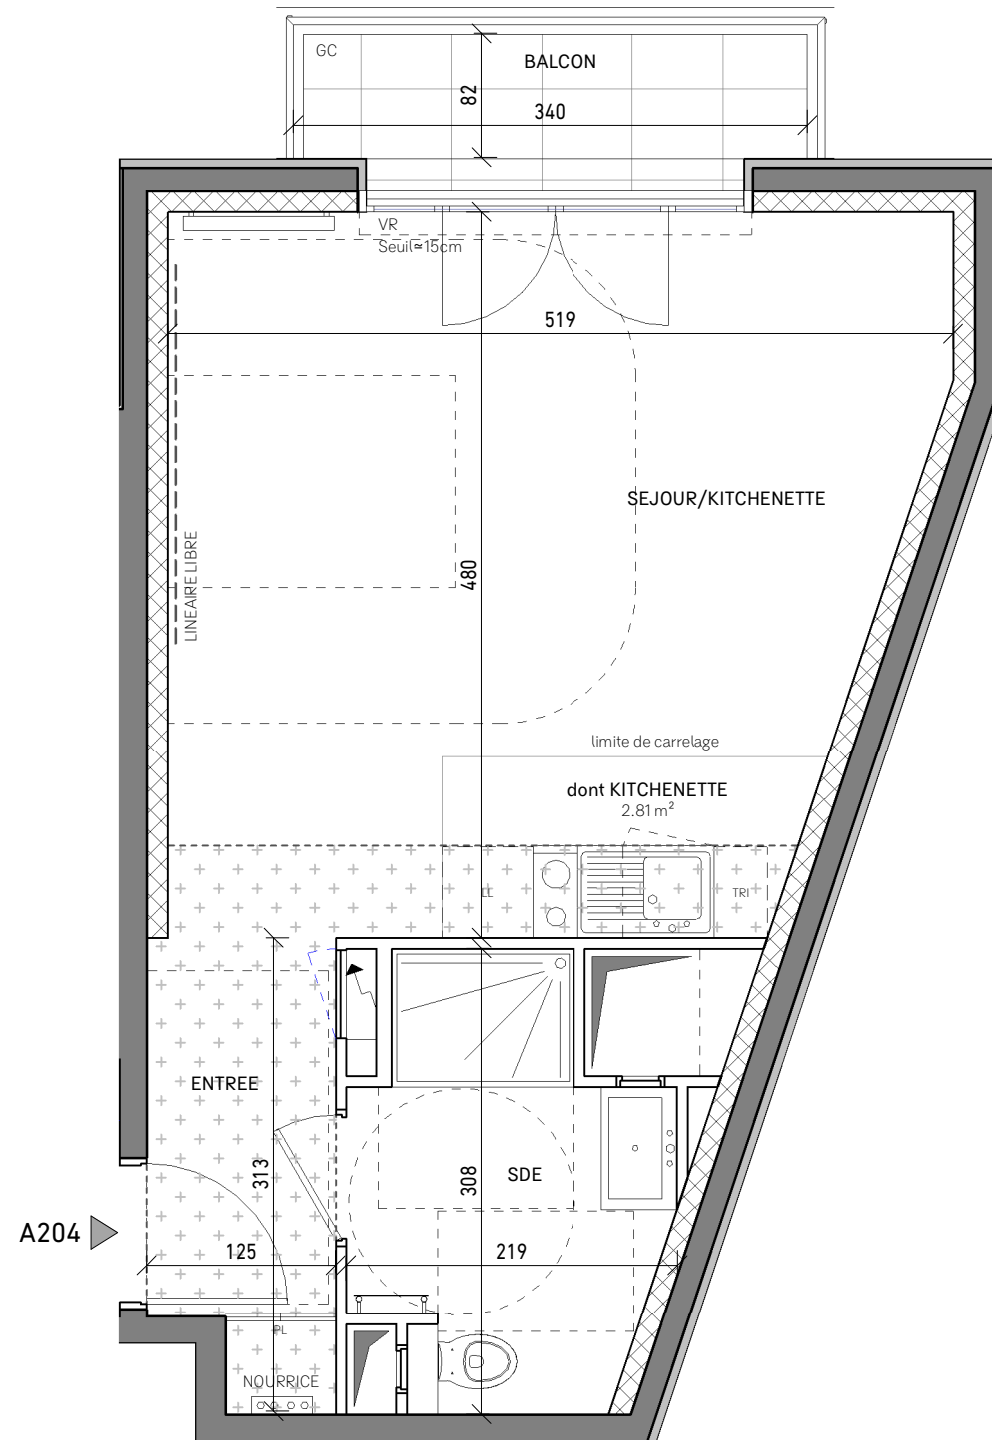 GC
BALCON
82
340
VR
Seuil≃15cm
519
SEJOUR/KITCHENETTE
LINEAIRE LIBRE
480
limite de carrelage
dont KITCHENETTE
2.81 m²
LL
TRI
ENTREE
313
308
SDE
A204
125
219
PL
NOURRICE